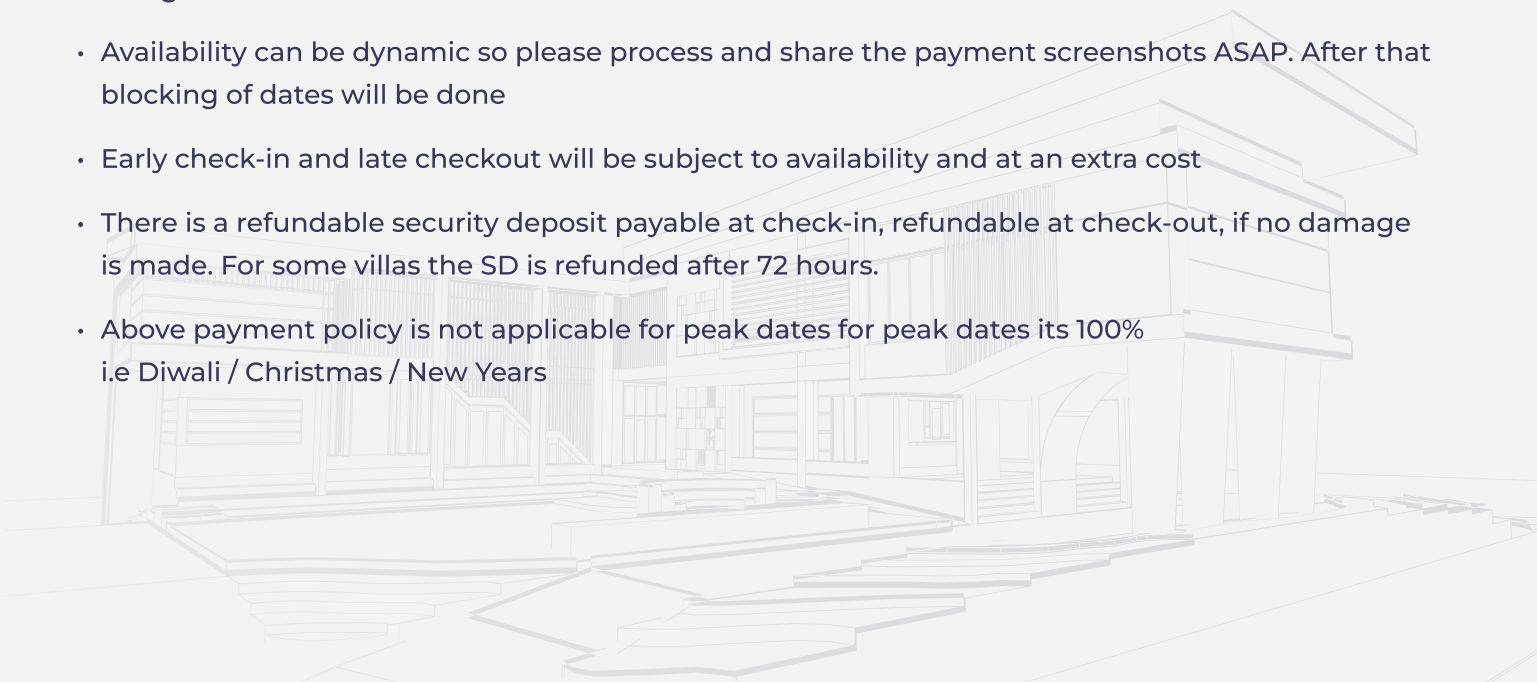 • Availability can be dynamic so please process and share the payment screenshots ASAP. After that
blocking of dates will be done
• Early check-in and late checkout will be subject to availability and at an extra cost
• There is a refundable security deposit payable at check-in, refundable at check-out, if no damage
is made. For some villas the SD is refunded after 72 hours.
• Above payment policy is not applicable for peak dates for peak dates its 100%
i.e Diwali / Christmas / New Years